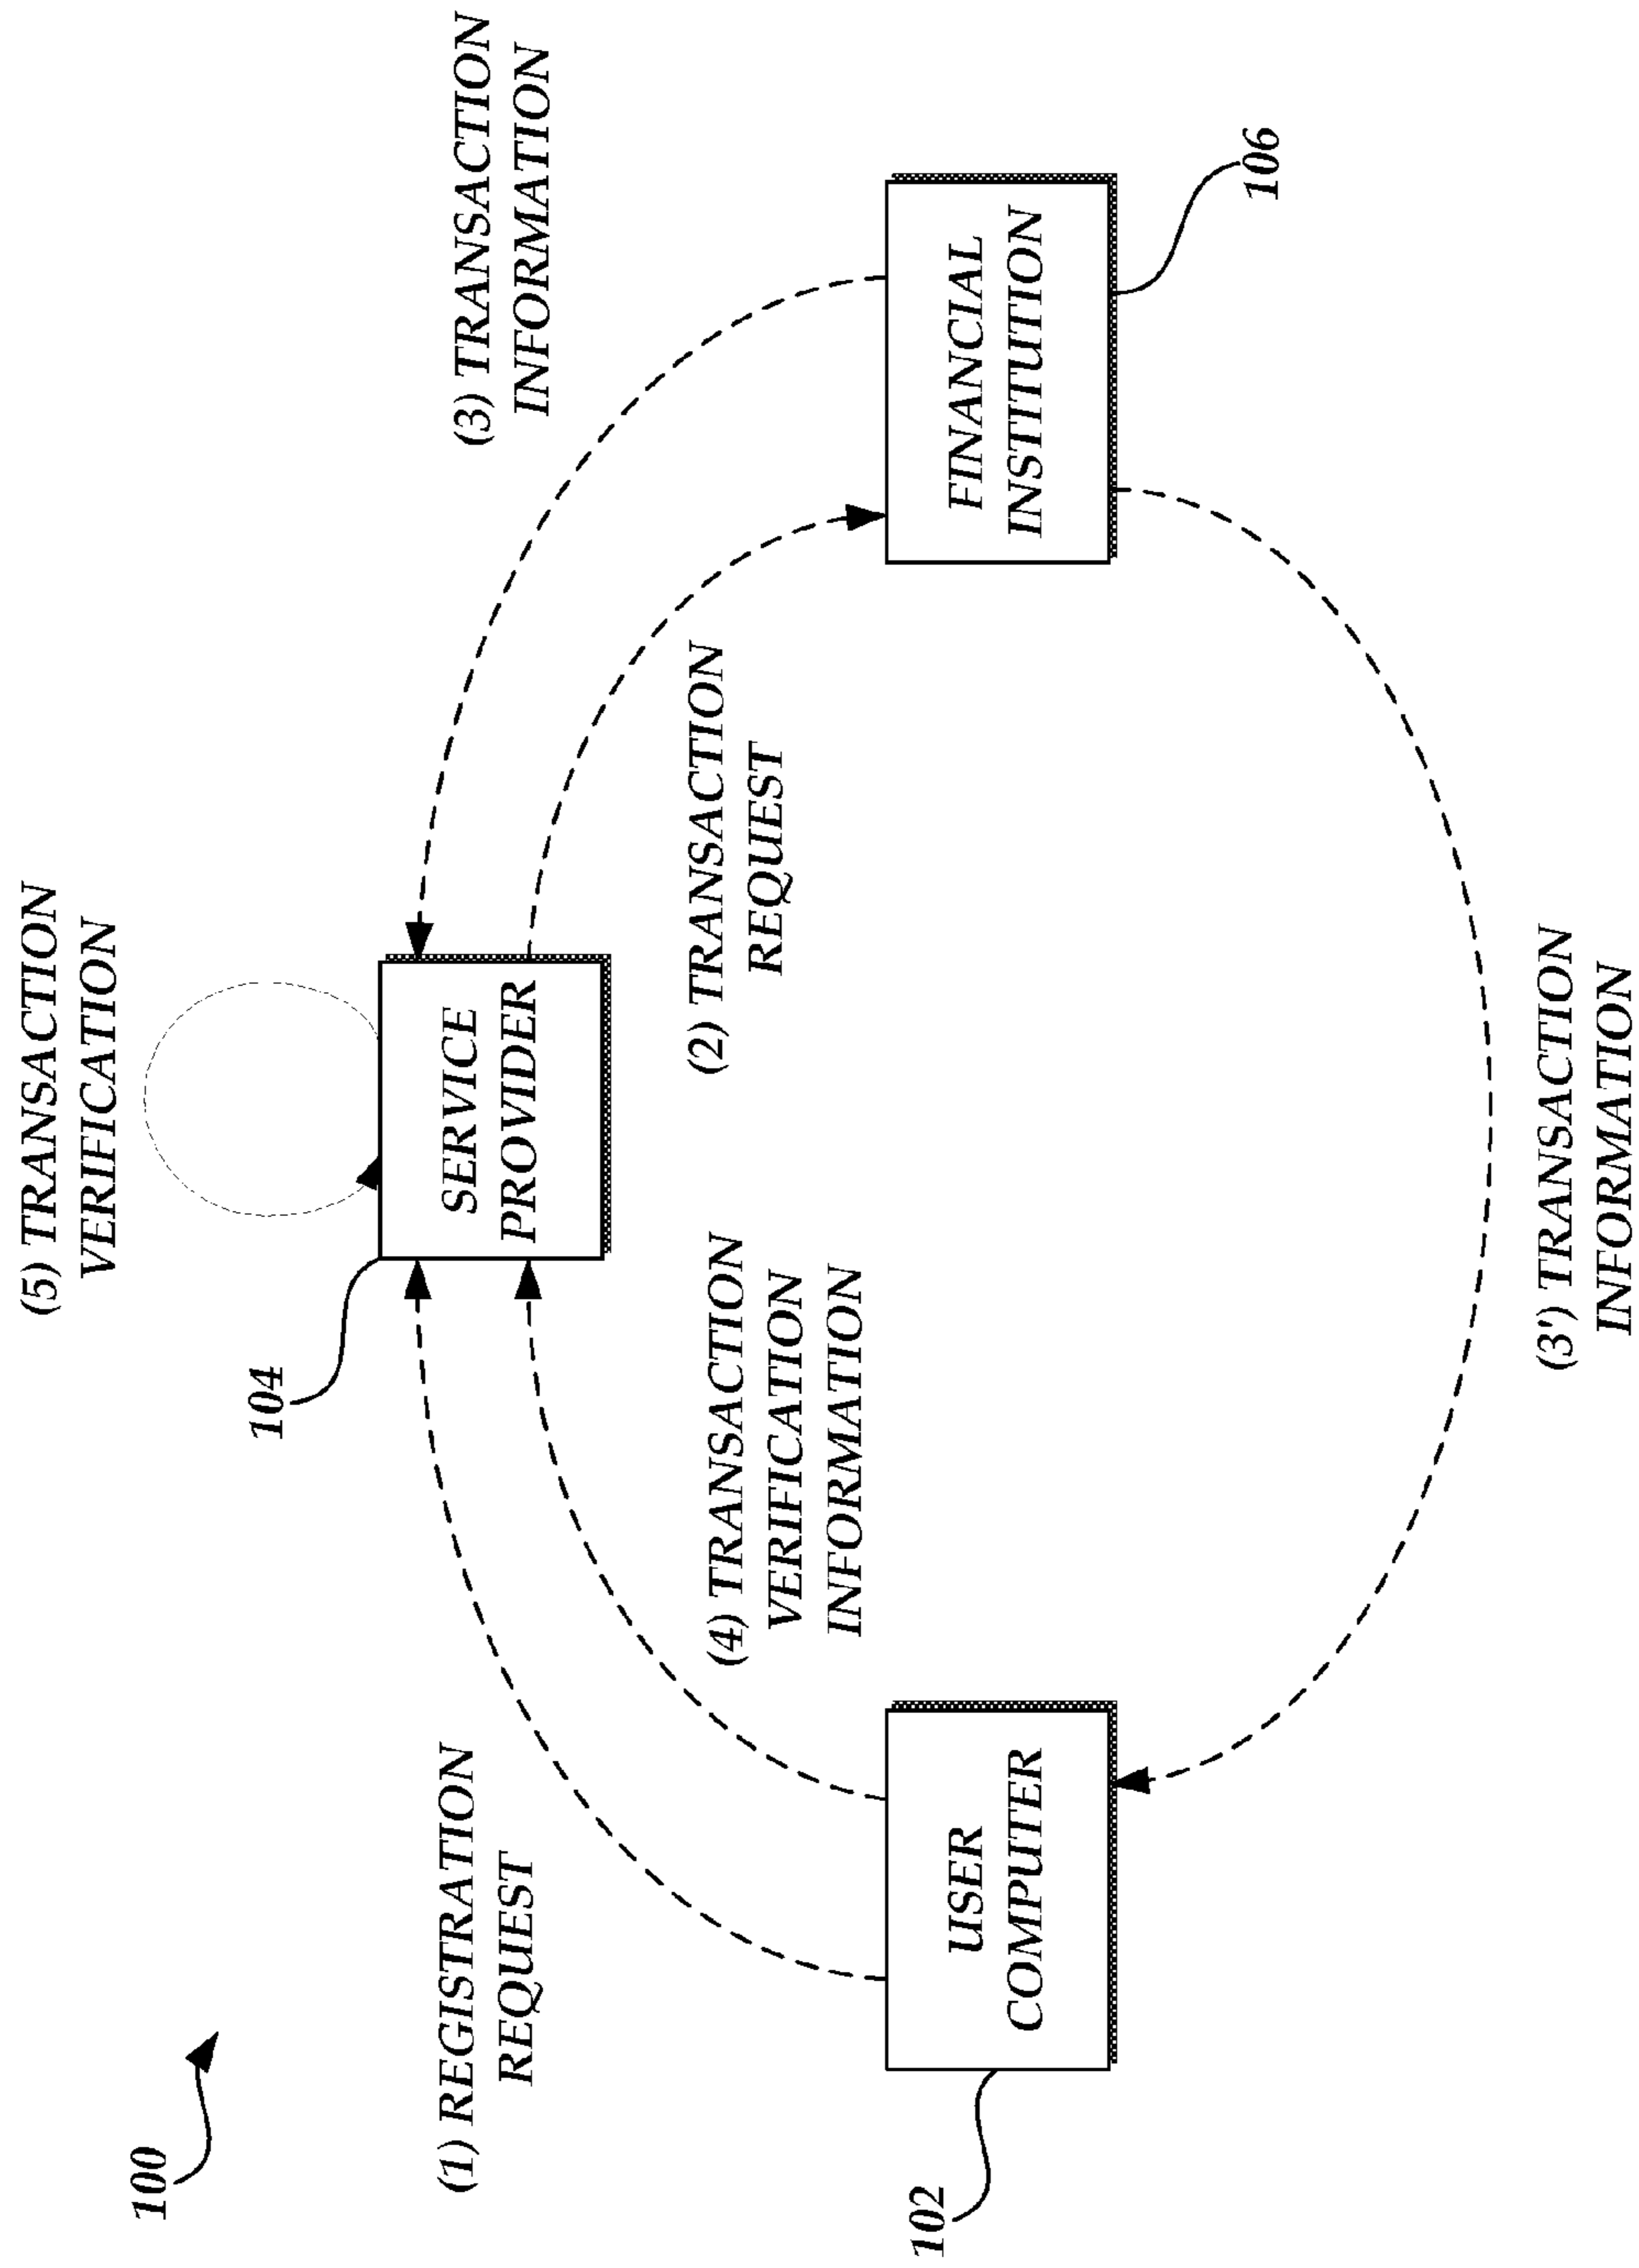 100
(5) TRANSACTION
VERIFICATION
104
SERVICE
PROVIDER
(1) REGISTRATION
REQUEST
(3) TRANSACTION
INFORMATION
(4) TRANSACTION
VERIFICATION
INFORMATION
(2) TRANSACTION
REQUEST
102
USER
COMPUTER
FINANCIAL
INSTITUTION
106
(3') TRANSACTION
INFORMATION